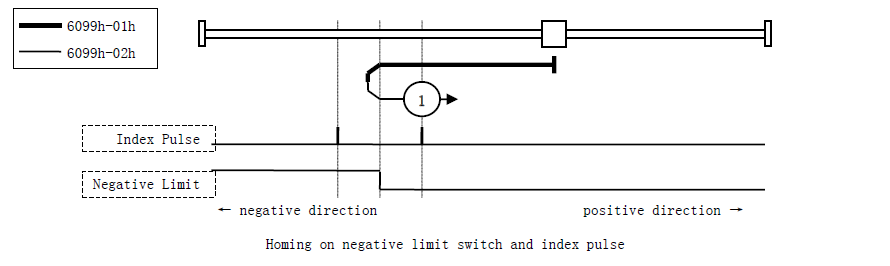 6099h-01h
6099h-02h
1
Index Pulse
Negative Limit
← negative direction
positive direction →
Homing on negative limit switch and index pulse